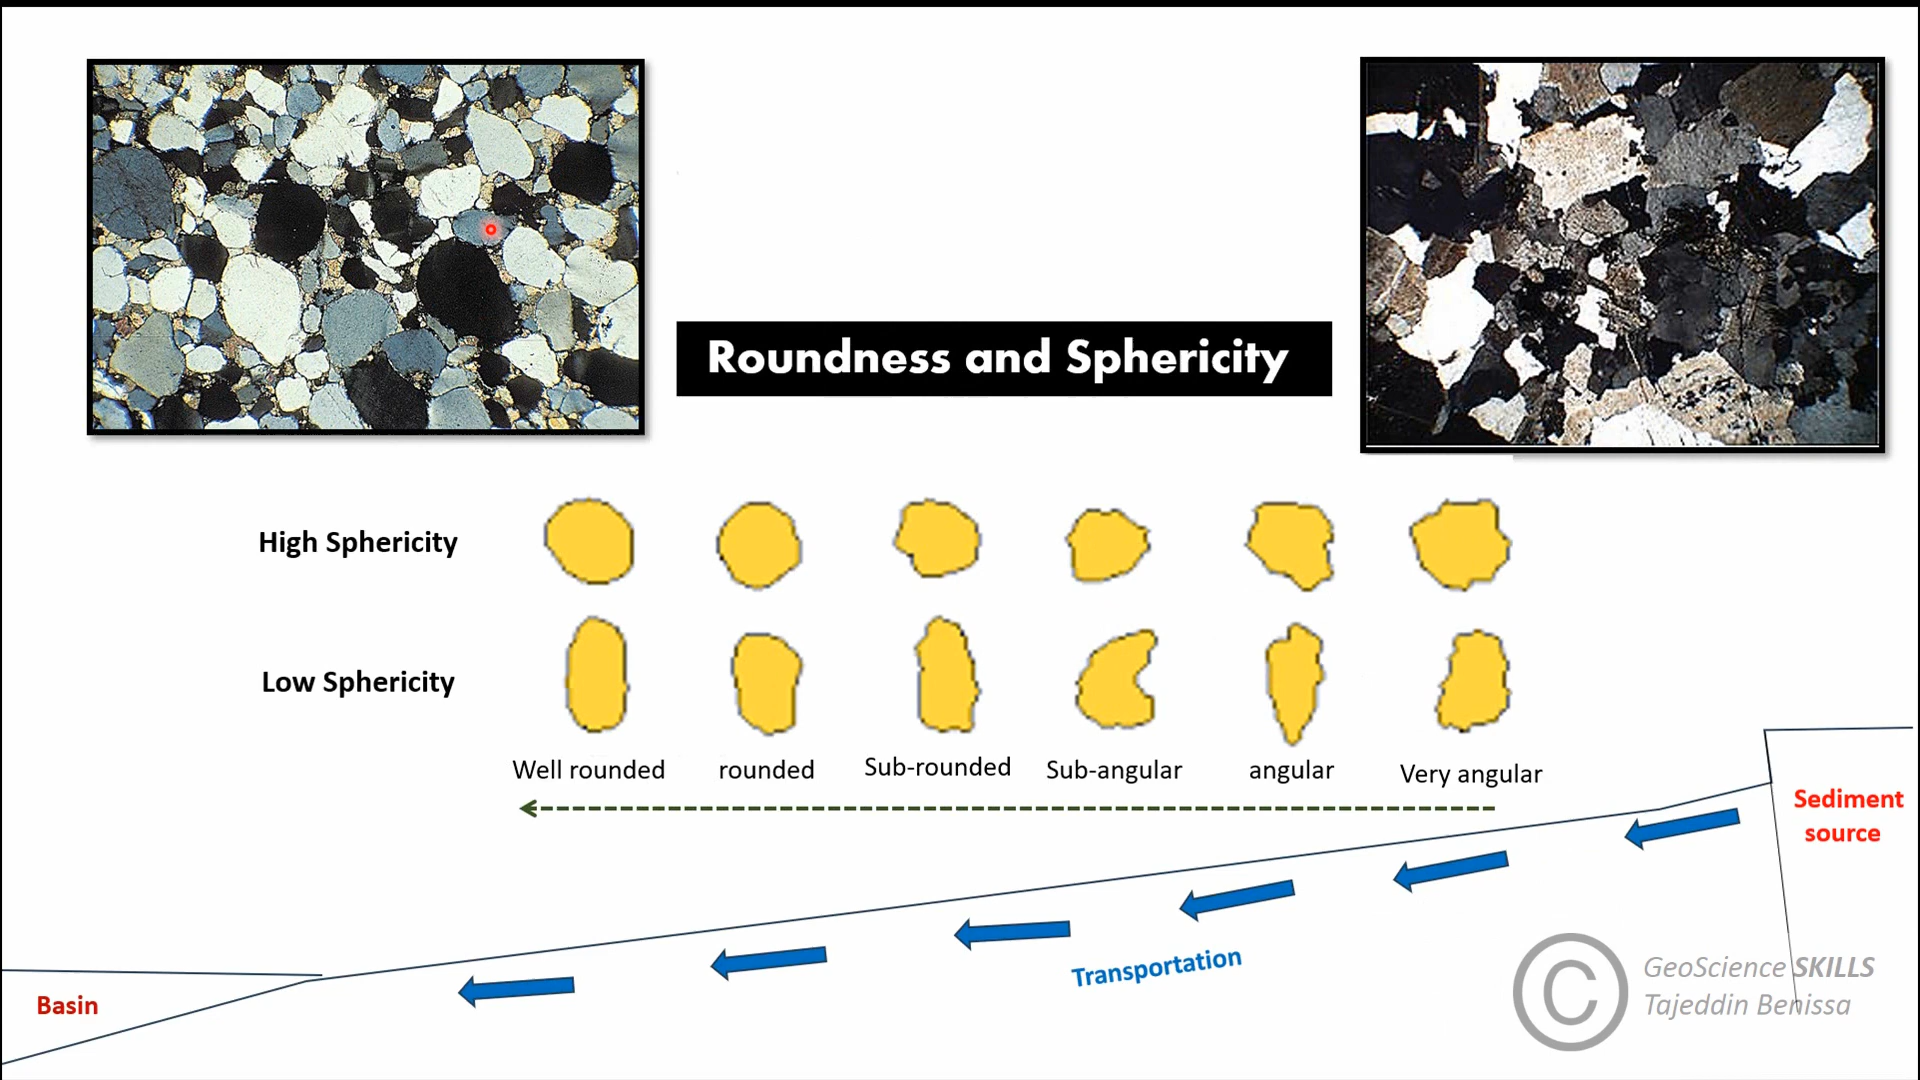 Roundness and Sphericity
High Sphericity
Low Sphericity
Well rounded rounded Sub-rounded Sub-angular angular Very angular
Sediment
source
Transportation
Basin
© GeoScience SKILLS
Tajeddin Benissa